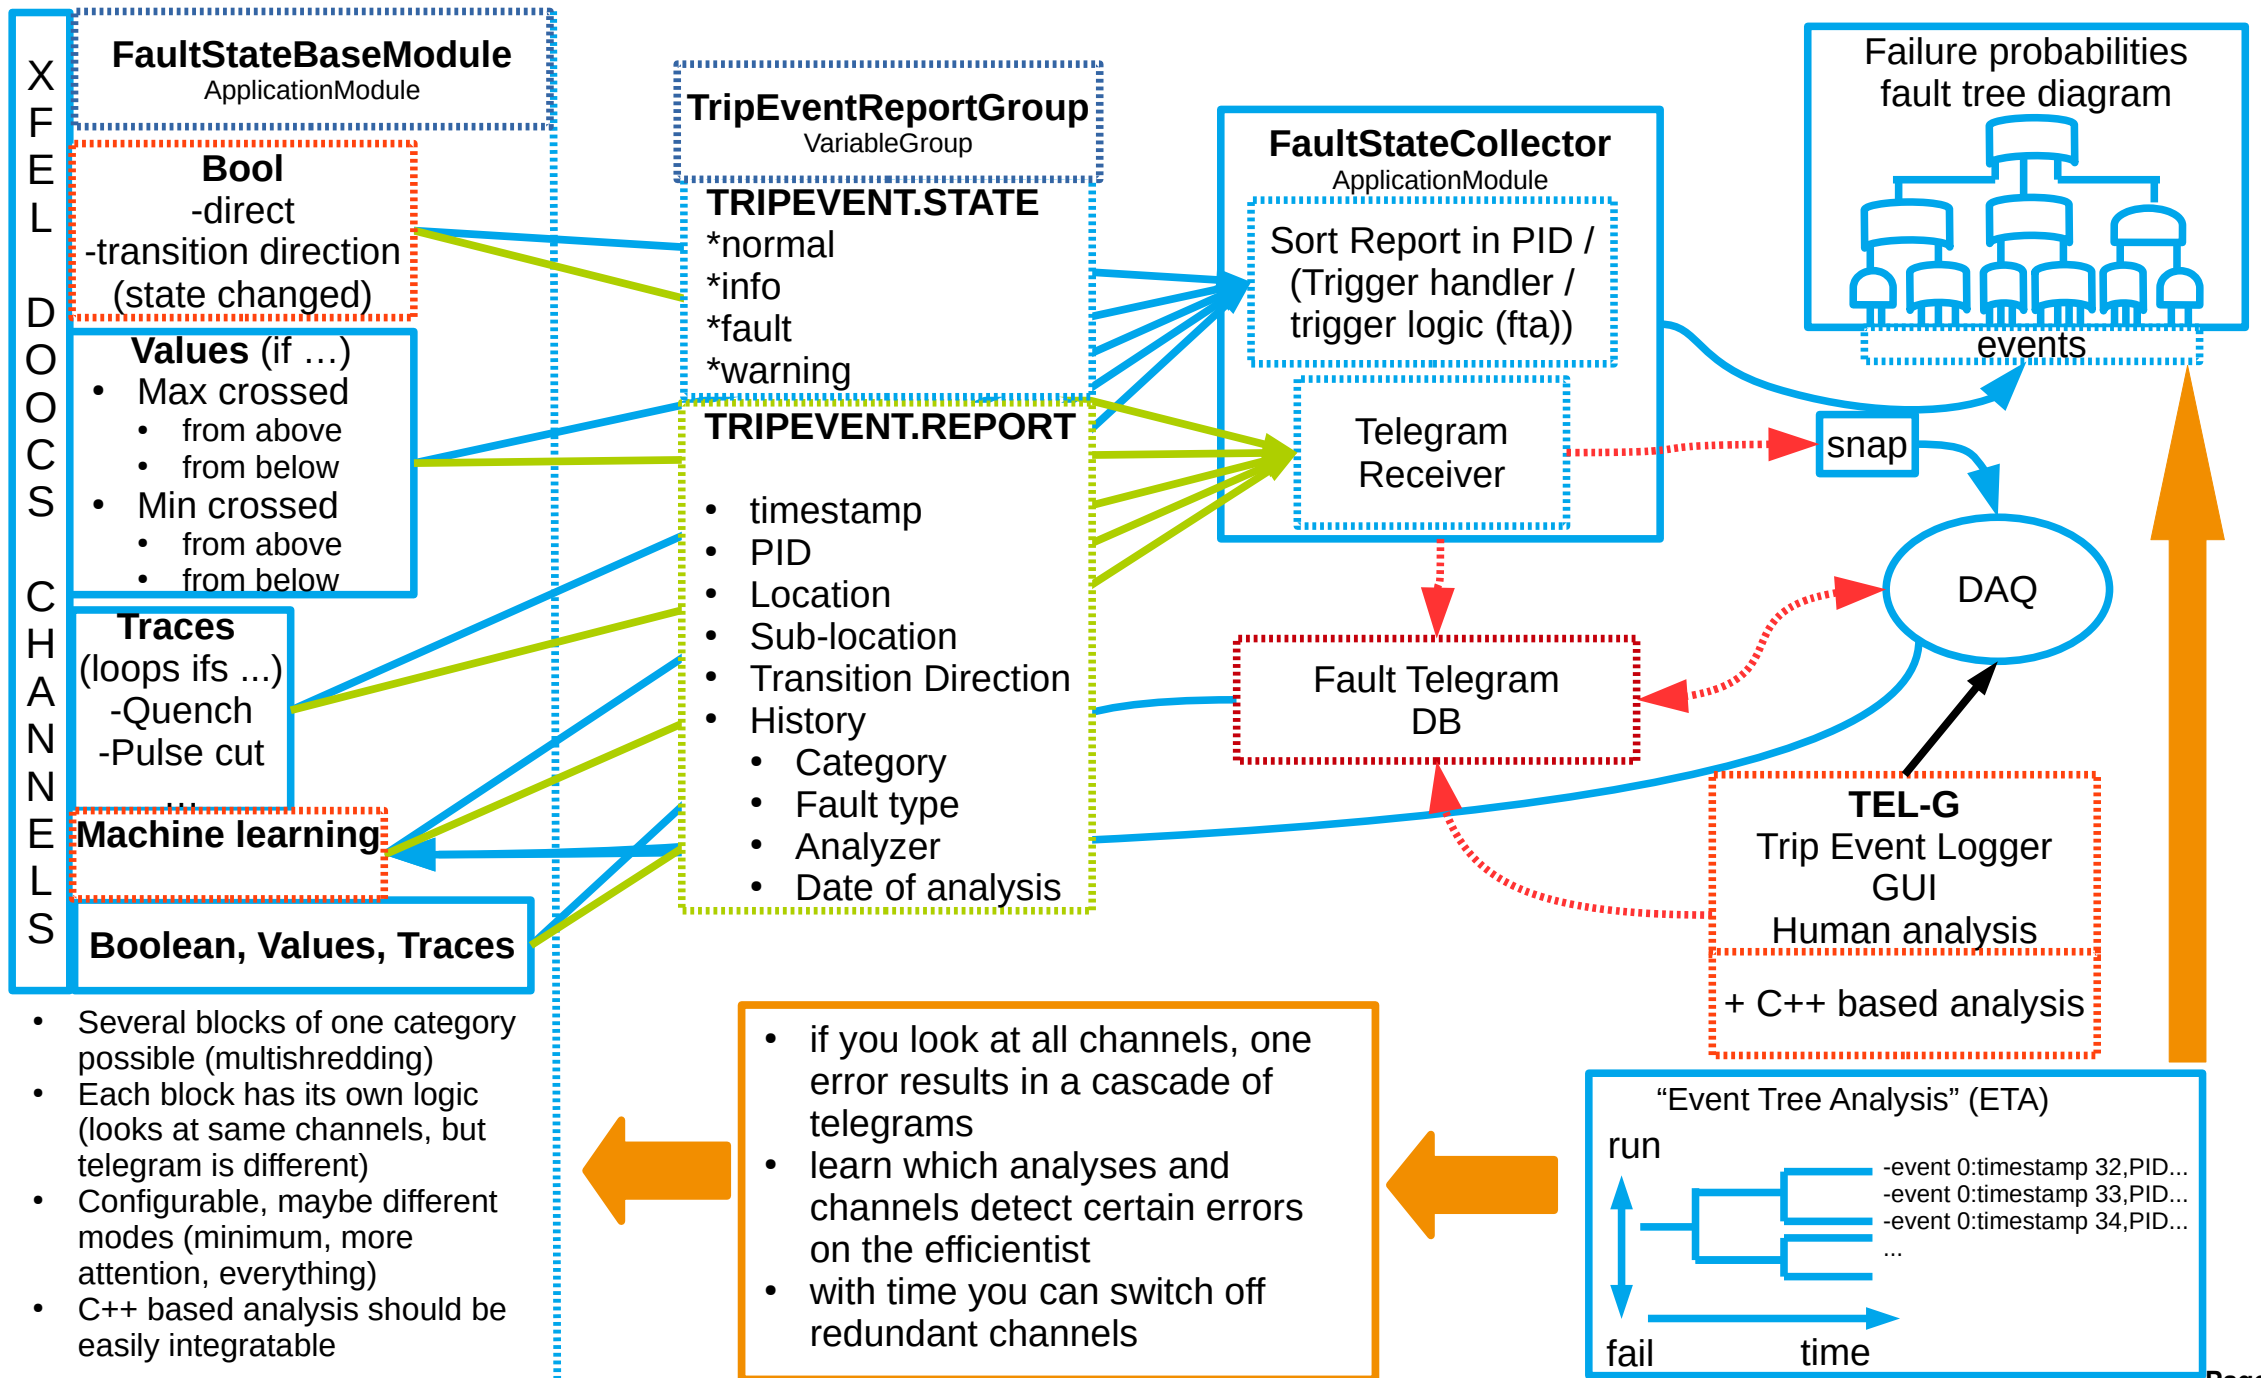 XFEL DOOCS CHANNELS
FaultStateBaseModule
ApplicationModule
Bool
-direct
-transition direction
(state changed)
Values (if …)
• Max crossed
• from above
• from below
• Min crossed
• from above
• from below
Traces
(loops ifs ...)
-Quench
-Pulse cut
...
Machine learning
Boolean, Values, Traces
• Several blocks of one category
possible (multishredding)
• Each block has its own logic
(looks at same channels, but
telegram is different)
• Configurable, maybe different
modes (minimum, more
attention, everything)
• C++ based analysis should be
easily integratable
TripEventReportGroup
VariableGroup
TRIPEVENT.STATE
*normal
*info
*fault
*warning
TRIPEVENT.REPORT
• timestamp
• PID
• Location
• Sub-location
• Transition Direction
• History
• Category
• Fault type
• Analyzer
• Date of analysis
FaultStateCollector
ApplicationModule
Sort Report in PID /
(Trigger handler /
trigger logic (fta))
Telegram
Receiver
Fault Telegram
DB
Failure probabilities
fault tree diagram
events
snap
DAQ
TEL-G
Trip Event Logger
GUI
Human analysis
+ C++ based analysis
• if you look at all channels, one
error results in a cascade of
telegrams
• learn which analyses and
channels detect certain errors
on the efficientist
• with time you can switch off
redundant channels
“Event Tree Analysis” (ETA)
run
-event 0:timestamp 32,PID...
-event 0:timestamp 33,PID...
-event 0:timestamp 34,PID...
...
fail
time